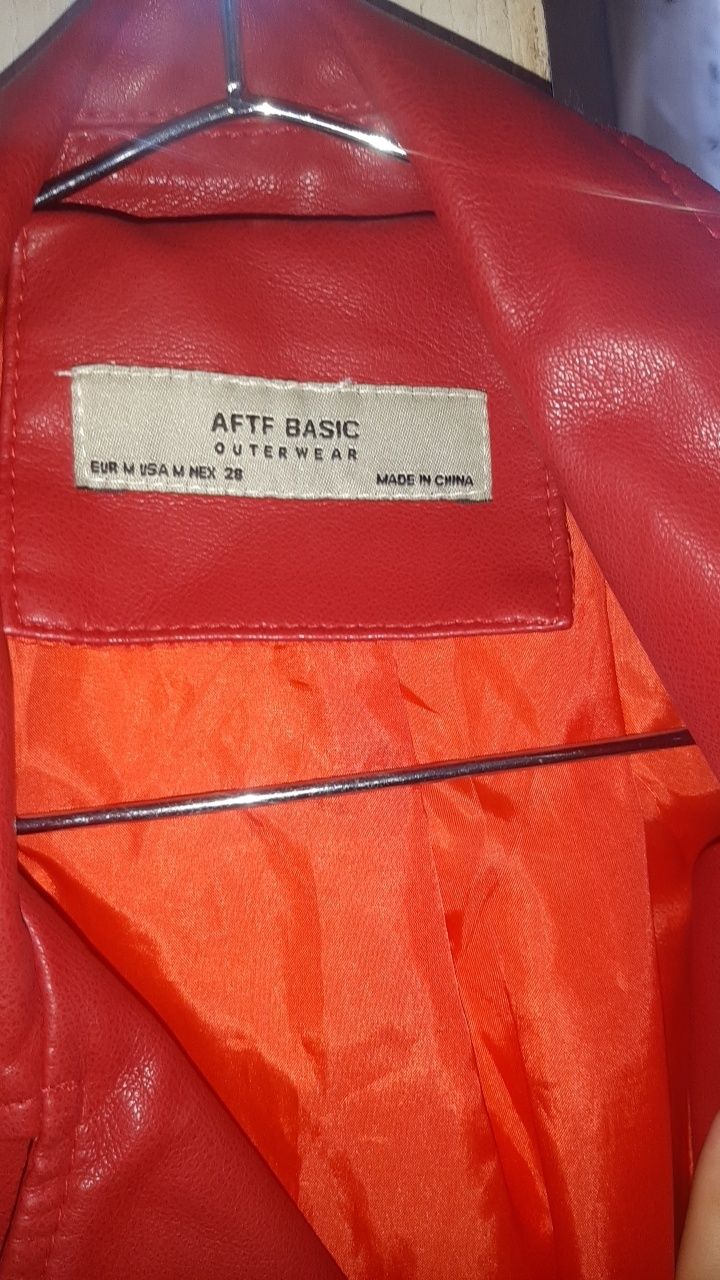 AFTF BASIC
OUTERWEAR
EUR M USA M MEX 28
MADE IN CHINA